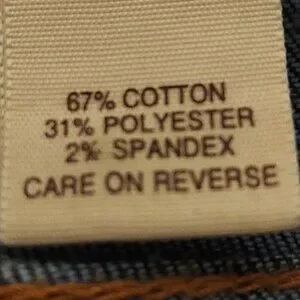 67% COTTON
31% POLYESTER
2% SPANDEX
CARE ON REVERSE